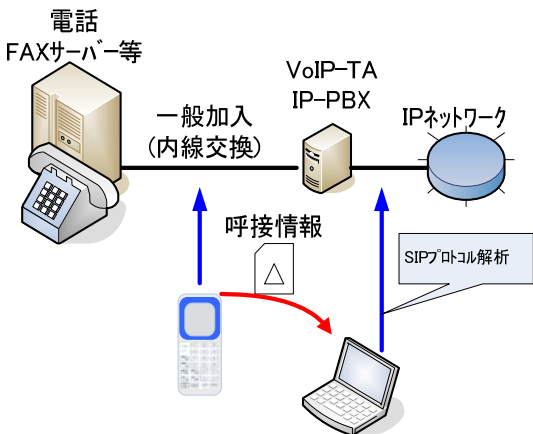 電話
FAXサーバー等
VoIP-TA
IP-PBX
IPネットワーク
一般加入
(内線交換)
呼接情報
SIPプロトコル解析